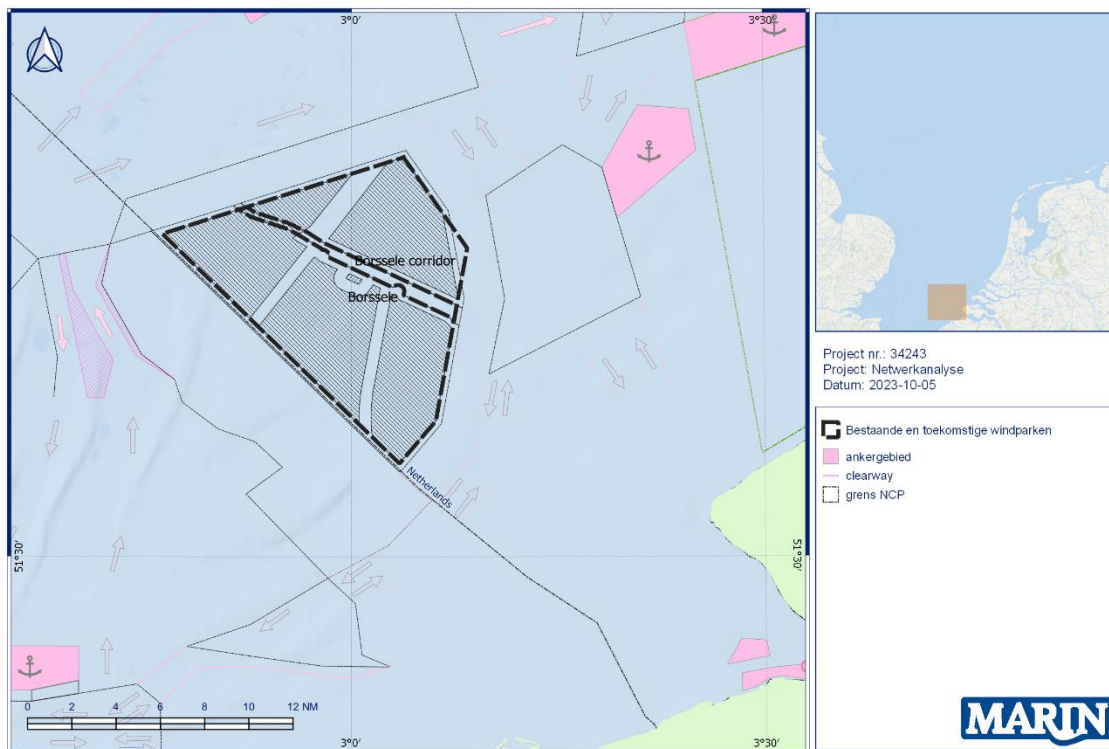 3°0'
3°30'
Borssele corridor
Borssele
Netherlands
51°30'
51°30'
0 2 4 6 8 10 12 NM
3°0'
3°30'
Project nr.: 34243
Project: Netwerkanalyse
Datum: 2023-10-05
Bestaande en toekomstige windparken
ankergebied
clearway
grens NCP
MARIN